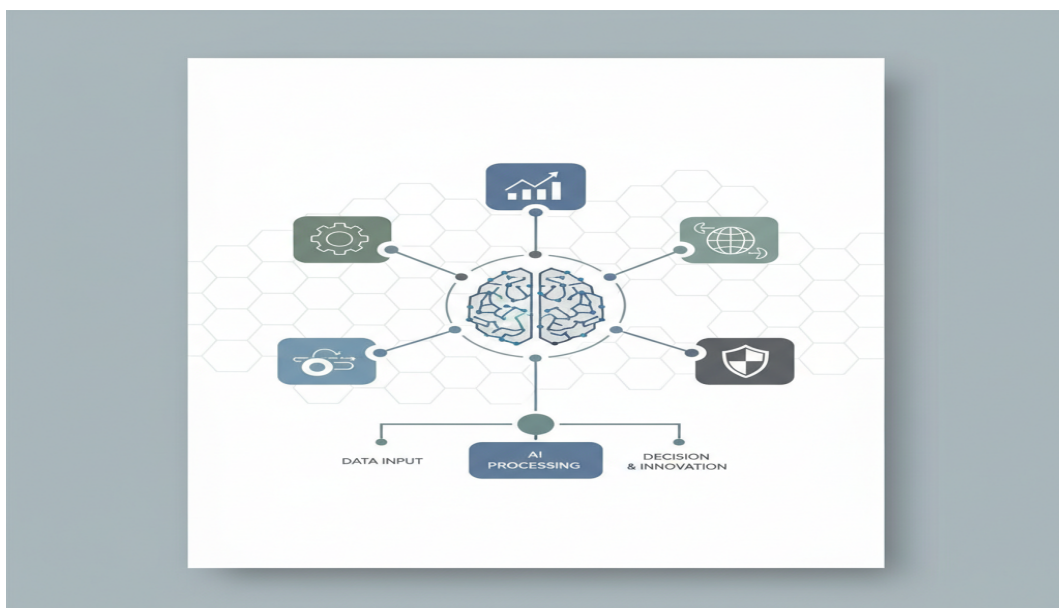 DATA INPUT
AI
PROCESSING
DECISION
& INNOVATION